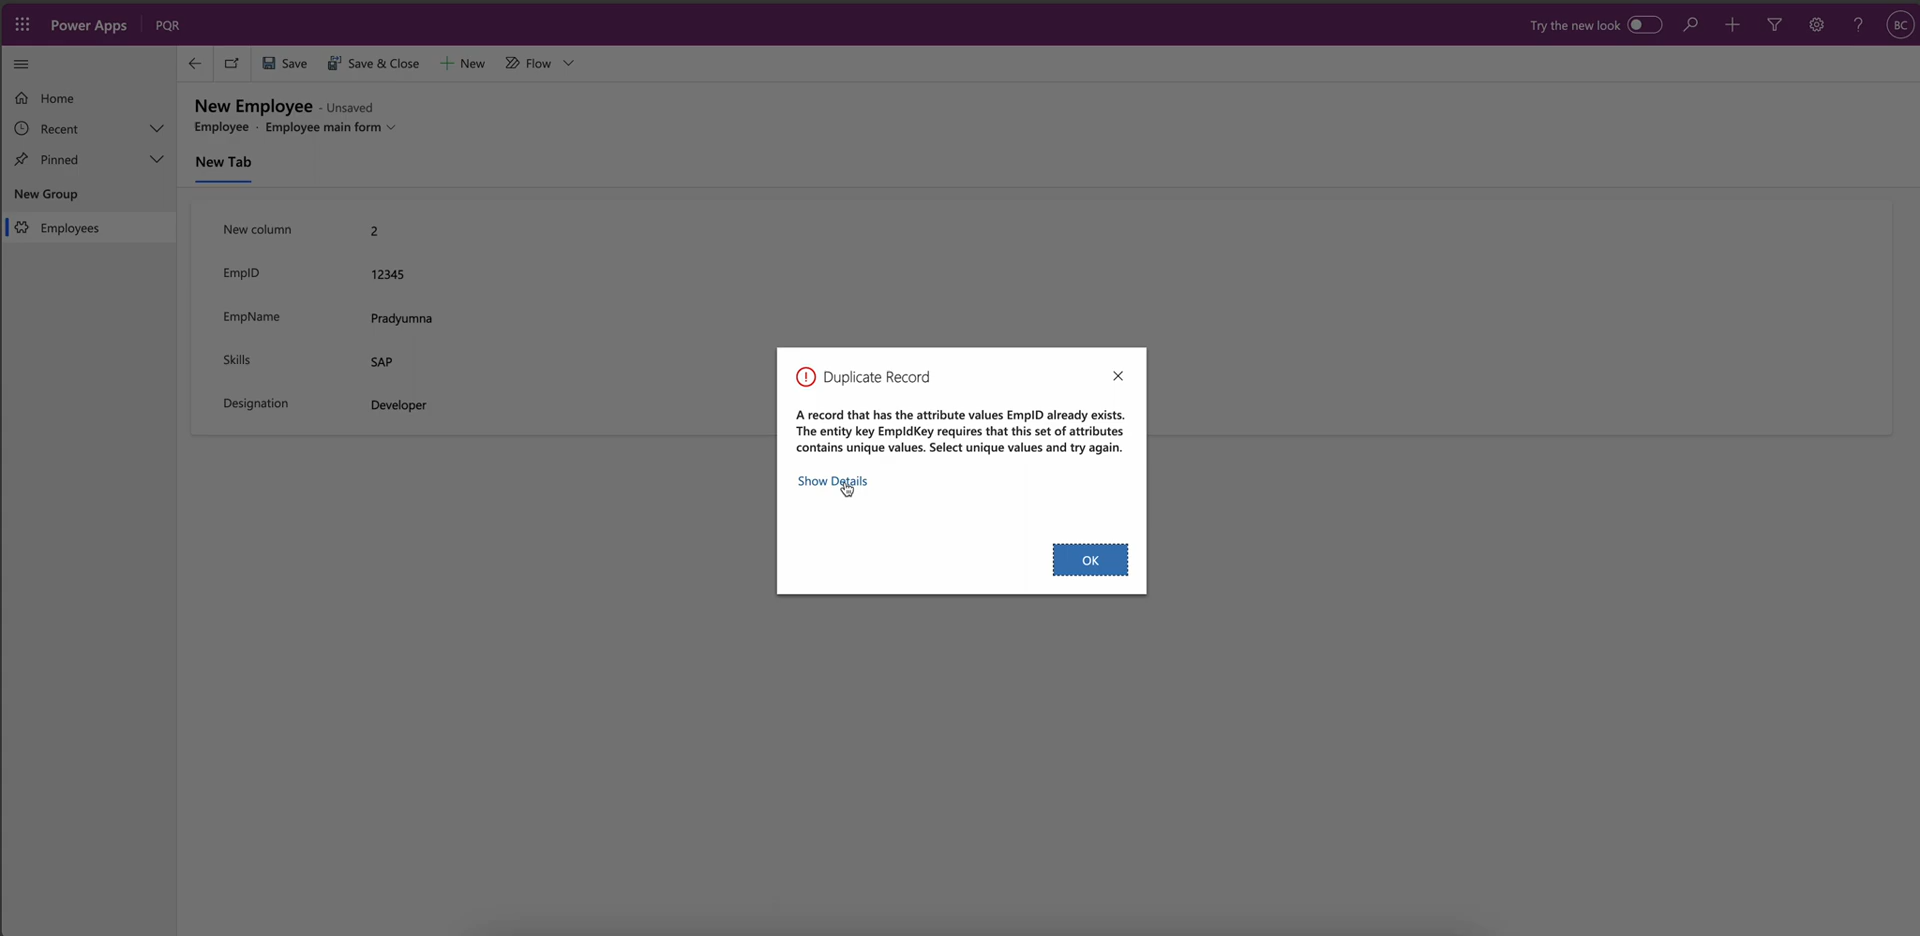 Power Apps PQR Try the new look BC
Save Save & Close New Flow
Home
Recent
Pinned
New Group
Employees
New Employee - Unsaved
Employee · Employee main form
New Tab
New column 2
EmpID 12345
EmpName Pradyumna
Skills SAP
Designation Developer
Duplicate Record
A record that has the attribute values EmpID already exists.
The entity key EmpIdKey requires that this set of attributes
contains unique values. Select unique values and try again.
Show Details
OK